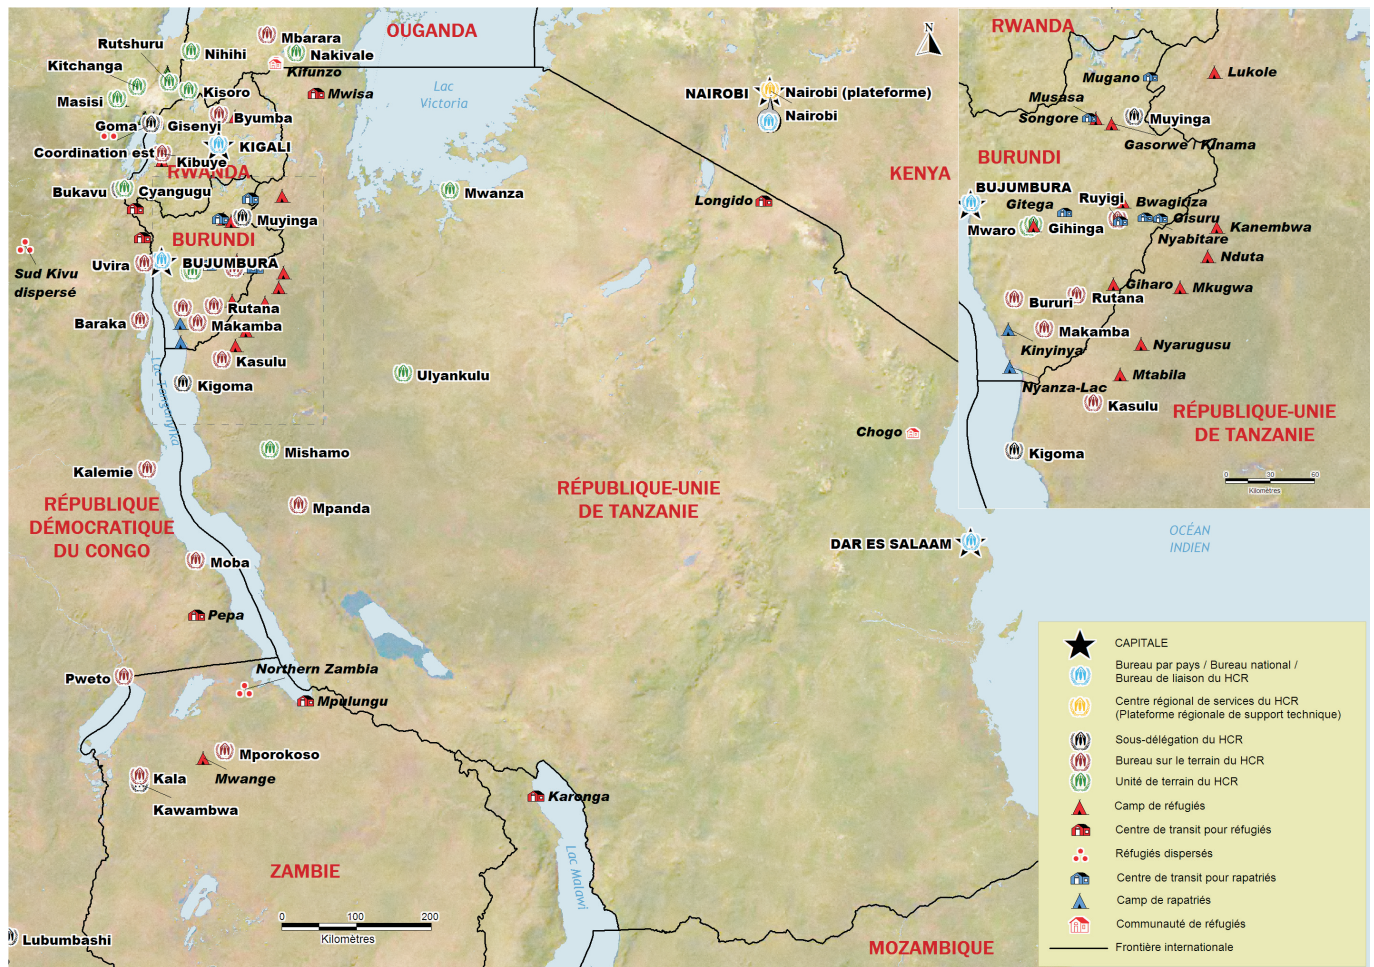 OUGANDA
Mbarara
Rutshuru
Nihihi
Nakivale
Kitchanga
Kifunzo
Mwisa
Masisi
Kisoro
Goma
Gisenyi
Byumba
Coordination est
KIGALI
Kibuye
RWANDA
Bukavu
Cyangugu
Muyinga
BURUNDI
Uvira
BUJUMBURA
Sud Kivu
dispersé
Rutana
Baraka
Makamba
Kasulu
Kigoma
Lac Tanganyika
Lac
Victoria
Mwanza
NAIROBI
Nairobi (plateforme)
Nairobi
KENYA
Longido
Ulyankulu
Mishamo
Chogo
Kalemie
Mpanda
RÉPUBLIQUE
DÉMOCRATIQUE
DU CONGO
RÉPUBLIQUE-UNIE
DE TANZANIE
DAR ES SALAAM
Moba
Pepa
Pweto
Northern Zambia
Mpulungu
Mporokoso
Mwange
Kala
Kawambwa
Karonga
Lac Malawi
ZAMBIE
0 100 200
Kilomètres
Lubumbashi
MOZAMBIQUE
OCÉAN
INDIEN
N
RWANDA
Mugano
Lukole
Musasa
Songore
Muyinga
Gasorwe / Kinama
BURUNDI
BUJUMBURA
Gitega
Ruyigi
Bwagiriza
Mwaro
Gihinga
Gisuru
Kanembwa
Nyabitare
Nduta
Giharo
Mkugwa
Bururi
Rutana
Makamba
Kinyinya
Nyarugusu
Nyanza-Lac
Mtabila
Kasulu
RÉPUBLIQUE-UNIE
DE TANZANIE
Kigoma
0 30 60
Kilomètres
CAPITALE
Bureau par pays / Bureau national /
Bureau de liaison du HCR
Centre régional de services du HCR
(Plateforme régionale de support technique)
Sous-délégation du HCR
Bureau sur le terrain du HCR
Unité de terrain du HCR
Camp de réfugiés
Centre de transit pour réfugiés
Réfugiés dispersés
Centre de transit pour rapatriés
Camp de rapatriés
Communauté de réfugiés
Frontière internationale